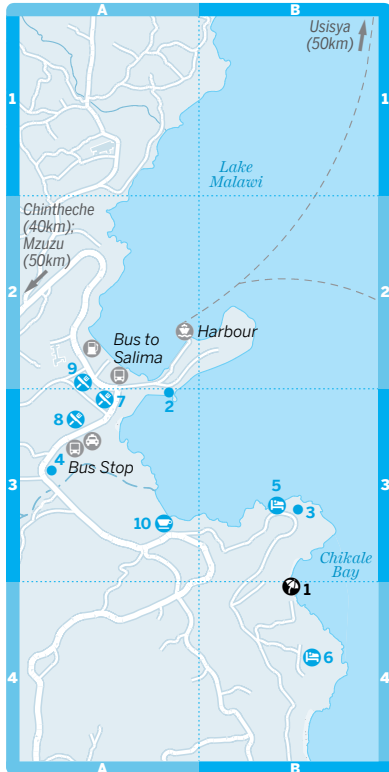 A
B
Usisya
(50km)
1
1
Lake
Malawi
Chintheche
(40km);
Mzuzu
(50km)
2
2
Harbour
Bus to
Salima
9
7
2
8
4
Bus Stop
3
3
5
3
10
Chikale
Bay
1
6
4
4
A
B